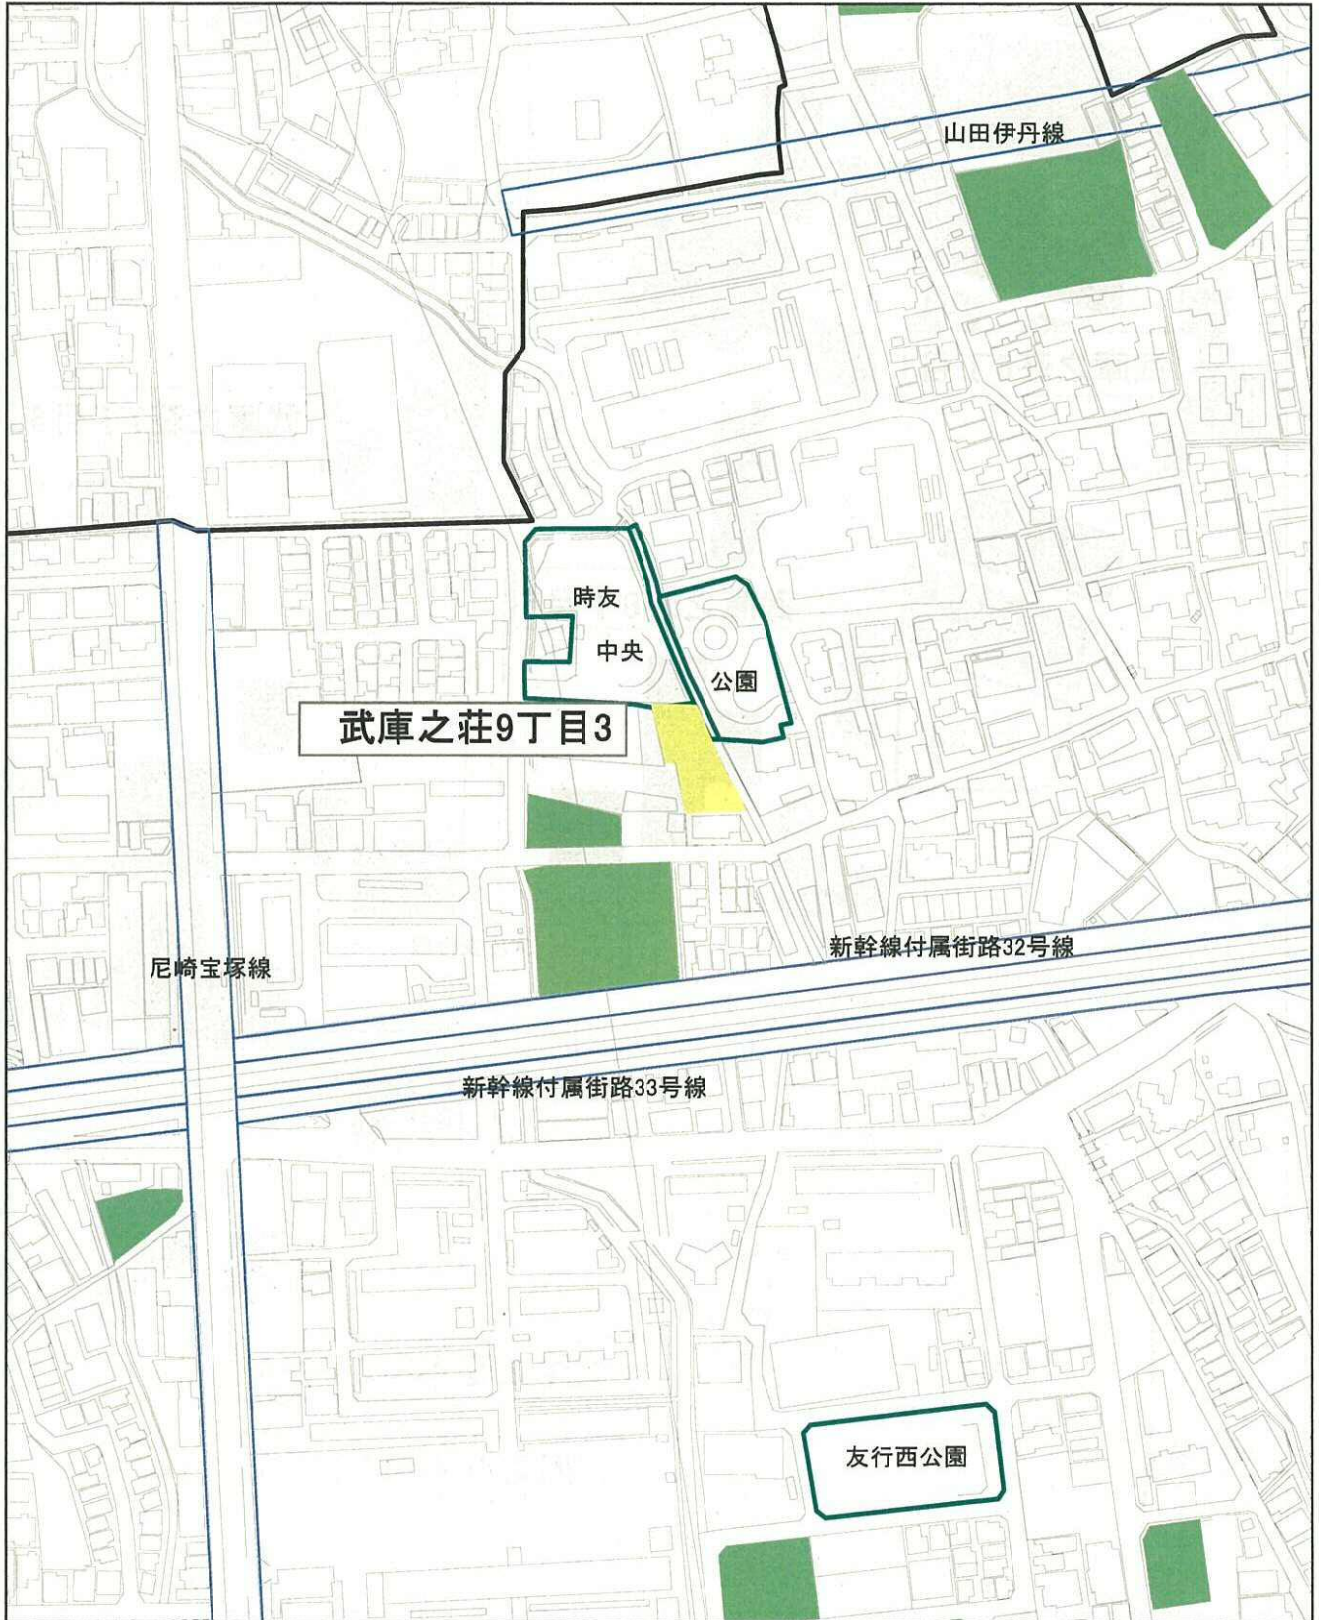 山田伊丹線
時友
中央
公園
武庫之荘9丁目3
新幹線付属街路32号線
尼崎宝塚線
新幹線付属街路33号線
友行西公園